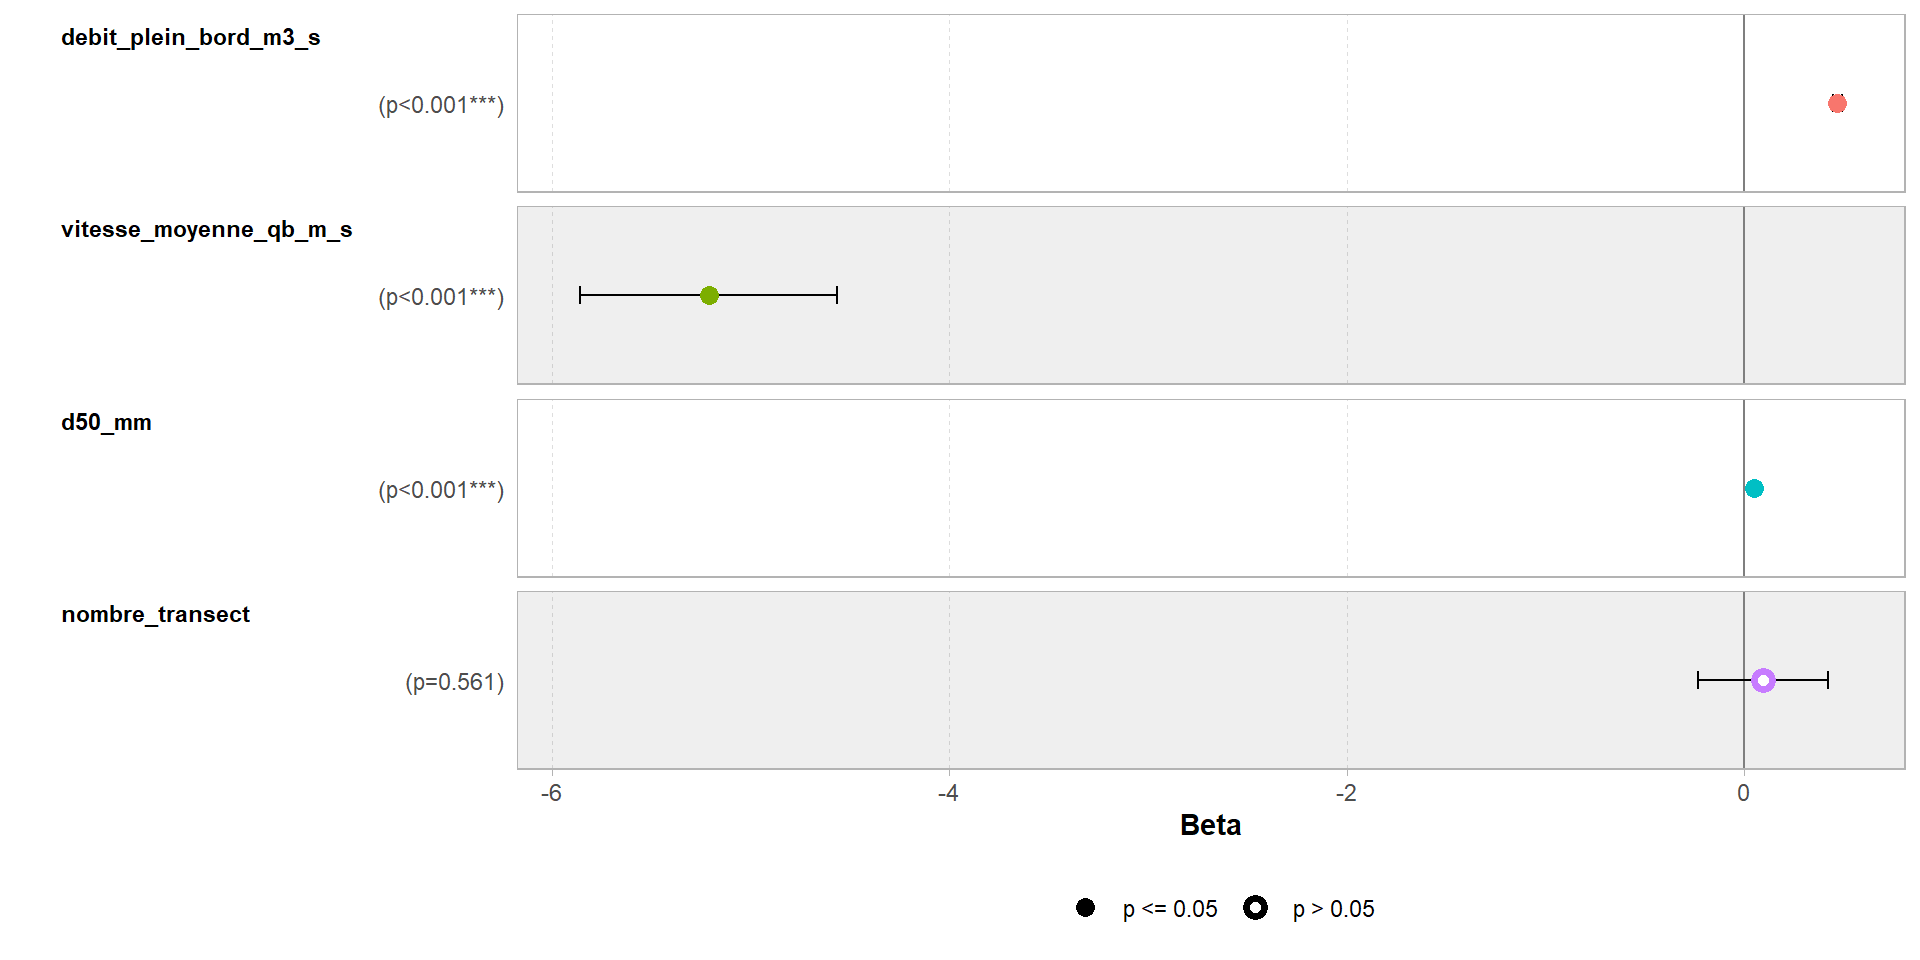 debit_plein_bord_m3_s
(p<0.001***)
vitesse_moyenne_qb_m_s
(p<0.001***)
d50_mm
(p<0.001***)
nombre_transect
(p=0.561)
-6 -4 -2 0
Beta
p <= 0.05 p > 0.05